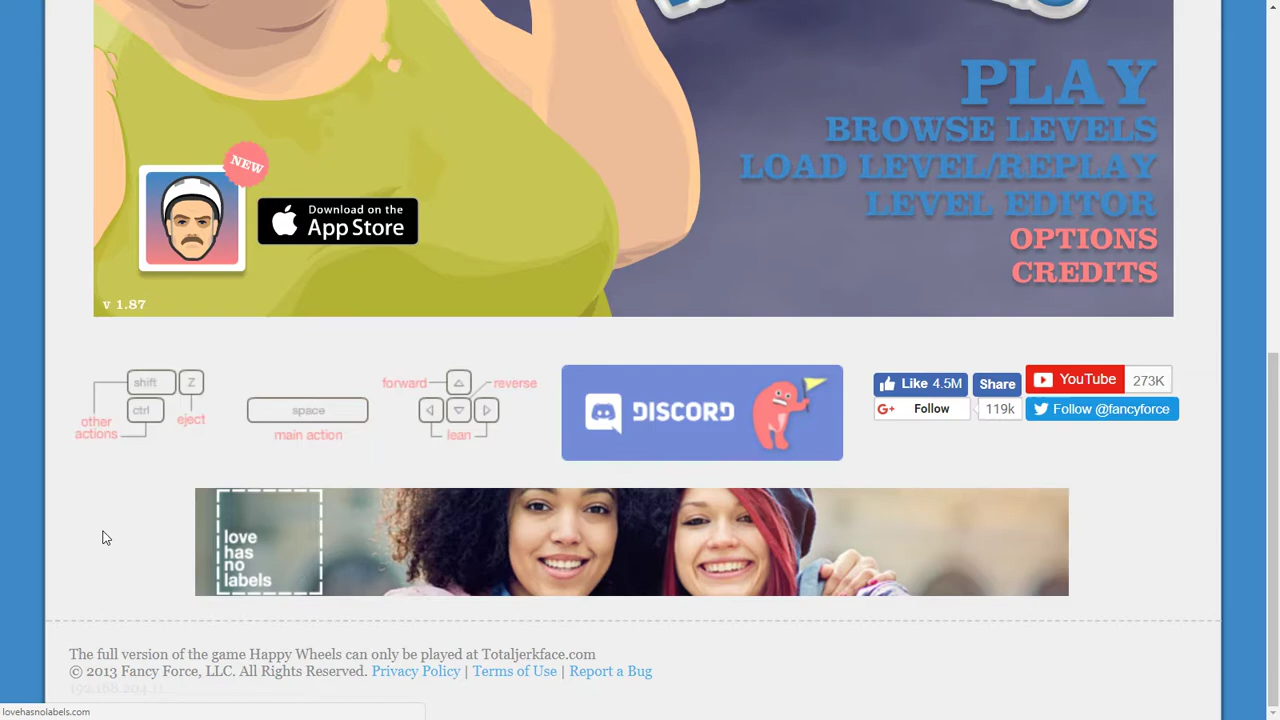 PLAY
BROWSE LEVELS
LOAD LEVEL/REPLAY
LEVEL EDITOR
OPTIONS
CREDITS
NEW
Download on the
App Store
v 1.87
shift Z
ctrl
other
actions
eject
space
main action
forward
reverse
lean
DISCORD
Like 4.5M Share
YouTube 273K
G+ Follow 119k
Follow @fancyforce
love
has
no
labels
The full version of the game Happy Wheels can only be played at Totaljerkface.com
© 2013 Fancy Force, LLC. All Rights Reserved. Privacy Policy | Terms of Use | Report a Bug
lovehasnolabels.com